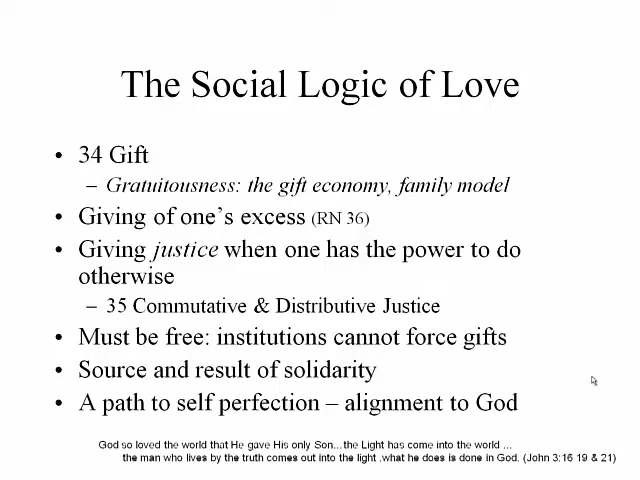 The Social Logic of Love
• 34 Gift
– Gratuitousness: the gift economy, family model
• Giving of one's excess (RN 36)
• Giving justice when one has the power to do
otherwise
– 35 Commutative & Distributive Justice
• Must be free: institutions cannot force gifts
• Source and result of solidarity
• A path to self perfection – alignment to God
God so loved the world that He gave His only Son...the Light has come into the world ...
the man who lives by the truth comes out into the light .what he does is done in God. (John 3:16 19 & 21)